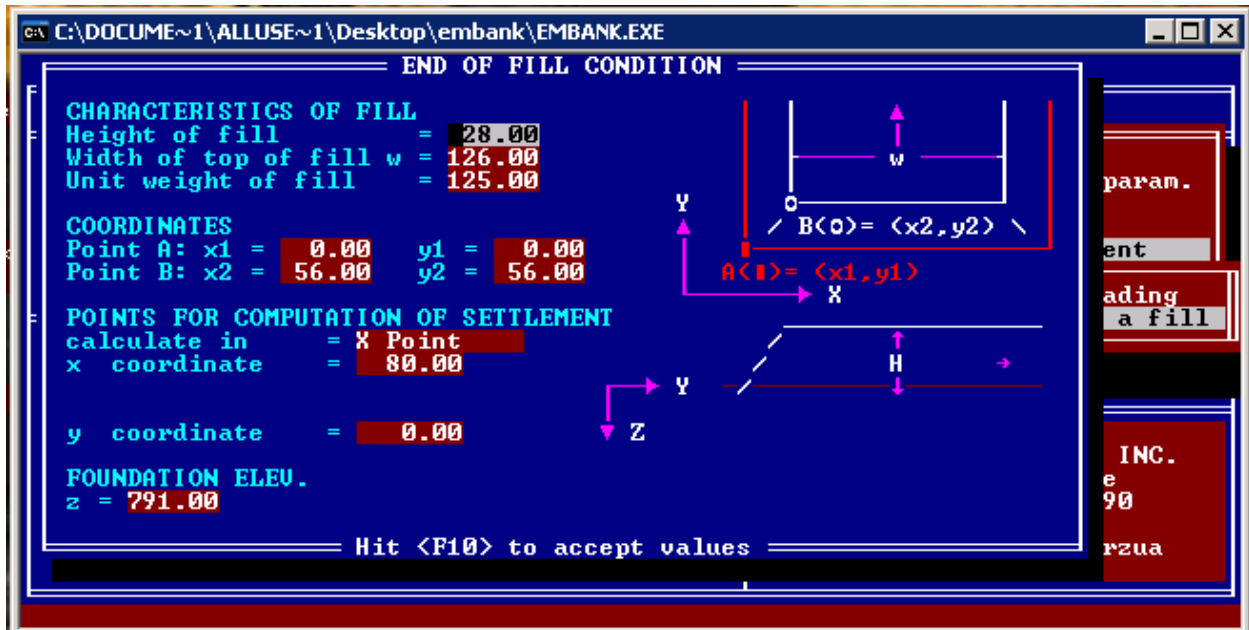 C:\DOCUME~1\ALLUSE~1\Desktop\embank\EMBANK.EXE
END OF FILL CONDITION
CHARACTERISTICS OF FILL
Height of fill = 28.00
Width of top of fill w = 126.00
Unit weight of fill = 125.00
COORDINATES
Point A: x1 = 0.00 y1 = 0.00
Point B: x2 = 56.00 y2 = 56.00
POINTS FOR COMPUTATION OF SETTLEMENT
calculate in = X Point
x coordinate = 80.00
y coordinate = 0.00
FOUNDATION ELEV.
z = 791.00
Hit <F10> to accept values
w
Y
B(o)= (x2,y2)
A(∎)= (x1,y1)
X
H
Y
Z
param.
ent
ading
a fill
INC.
e
90
rzua